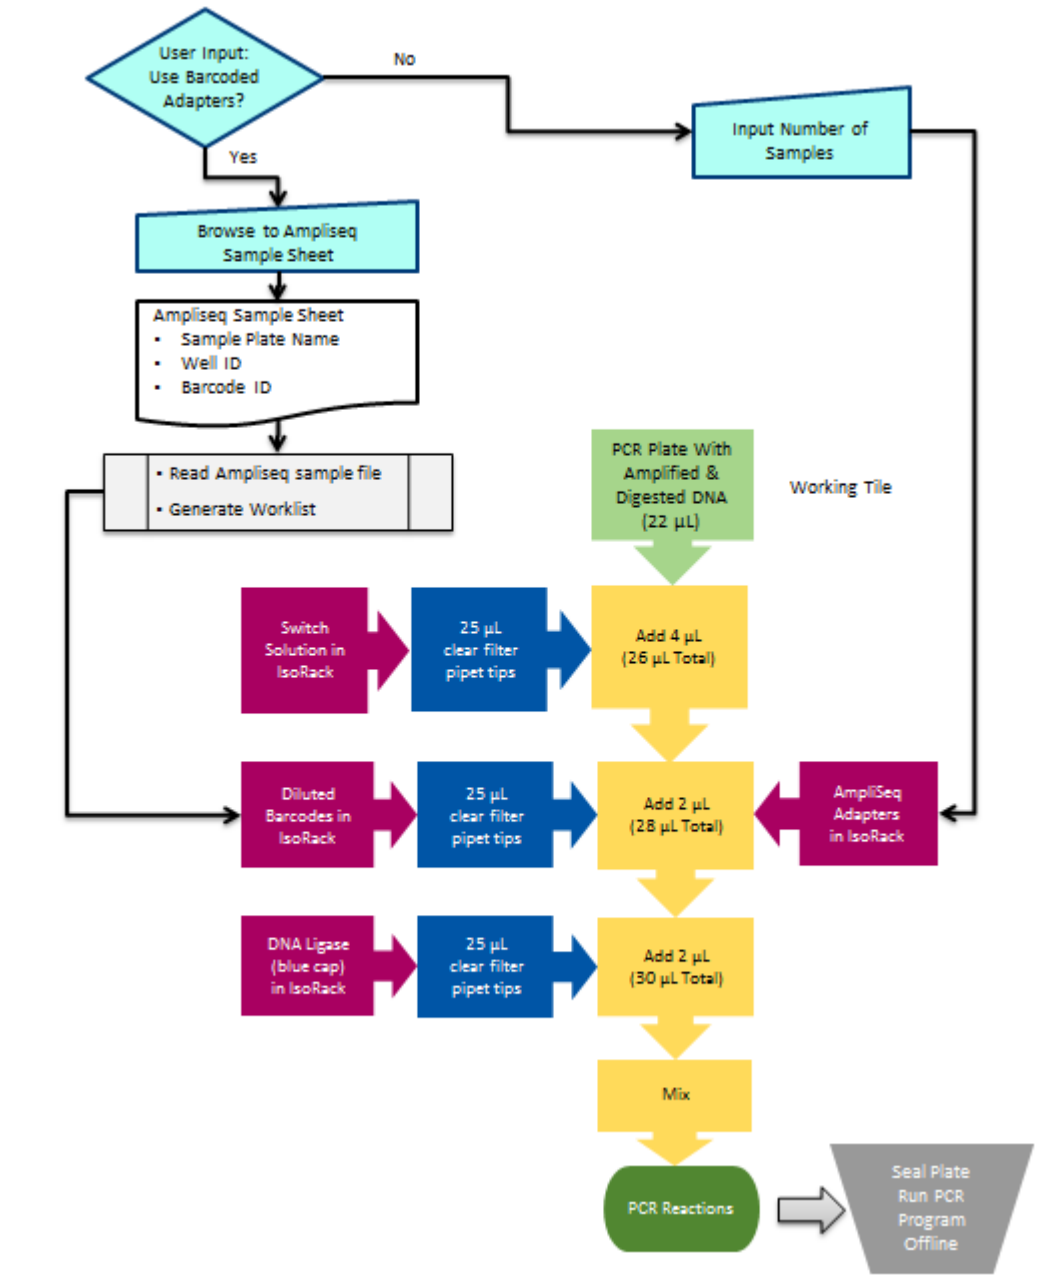 User Input:
Use Barcoded
Adapters?
No
Input Number of
Samples
Yes
Browse to Ampliseq
Sample Sheet
Ampliseq Sample Sheet
▪ Sample Plate Name
▪ Well ID
▪ Barcode ID
▪ Read Ampliseq sample file
▪ Generate Worklist
PCR Plate With
Amplified &
Digested DNA
(22 µL)
Working Tile
Switch
Solution in
IsoRack
25 µL
clear filter
pipet tips
Add 4 µL
(26 µL Total)
Diluted
Barcodes in
IsoRack
25 µL
clear filter
pipet tips
Add 2 µL
(28 µL Total)
AmpliSeq
Adapters
in IsoRack
DNA Ligase
(blue cap)
in IsoRack
25 µL
clear filter
pipet tips
Add 2 µL
(30 µL Total)
Mix
PCR Reactions
Seal Plate
Run PCR
Program
Offline